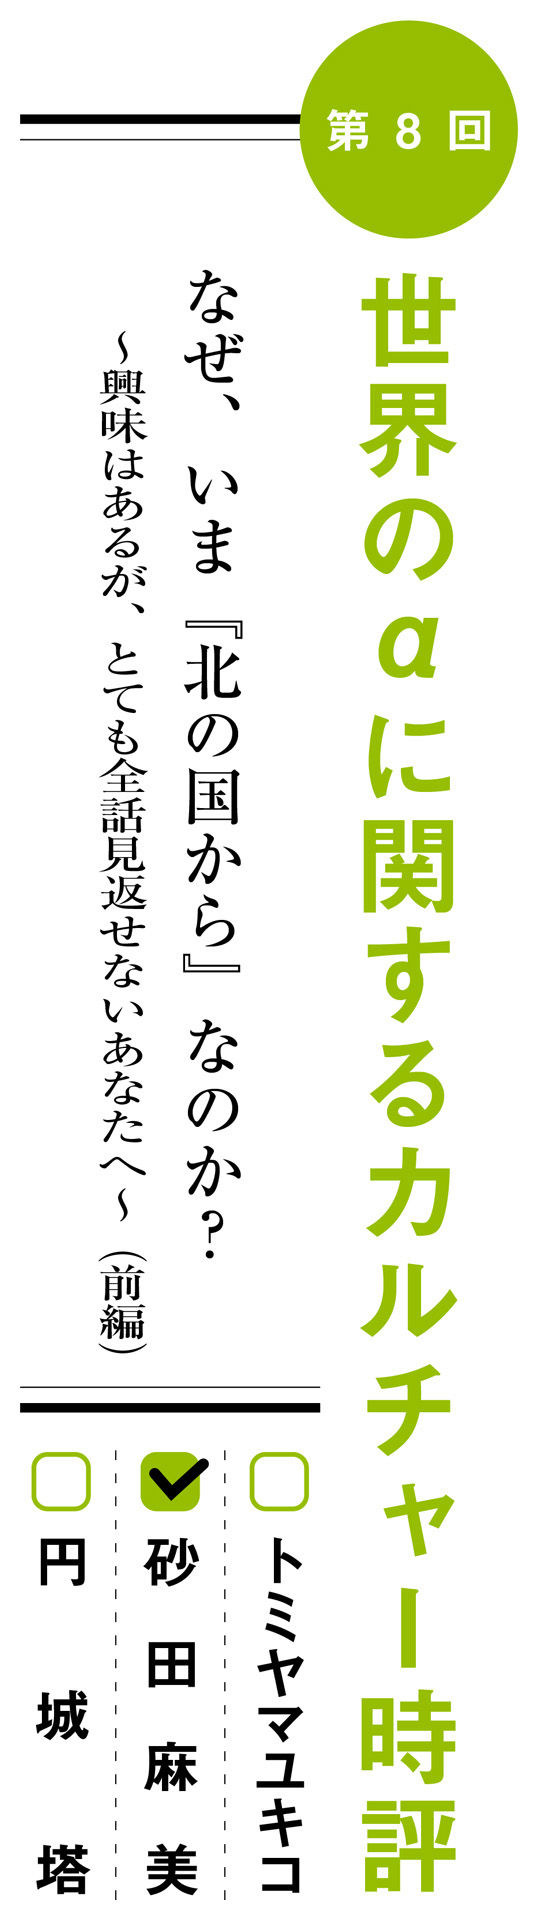 第8回
世界のαに関するカルチャー時評
なぜ、いま『北の国から』なのか?
~興味はあるが、とても全話見返せないあなたへ~(前編)
トミヤマユキコ
砂田麻美
円城塔